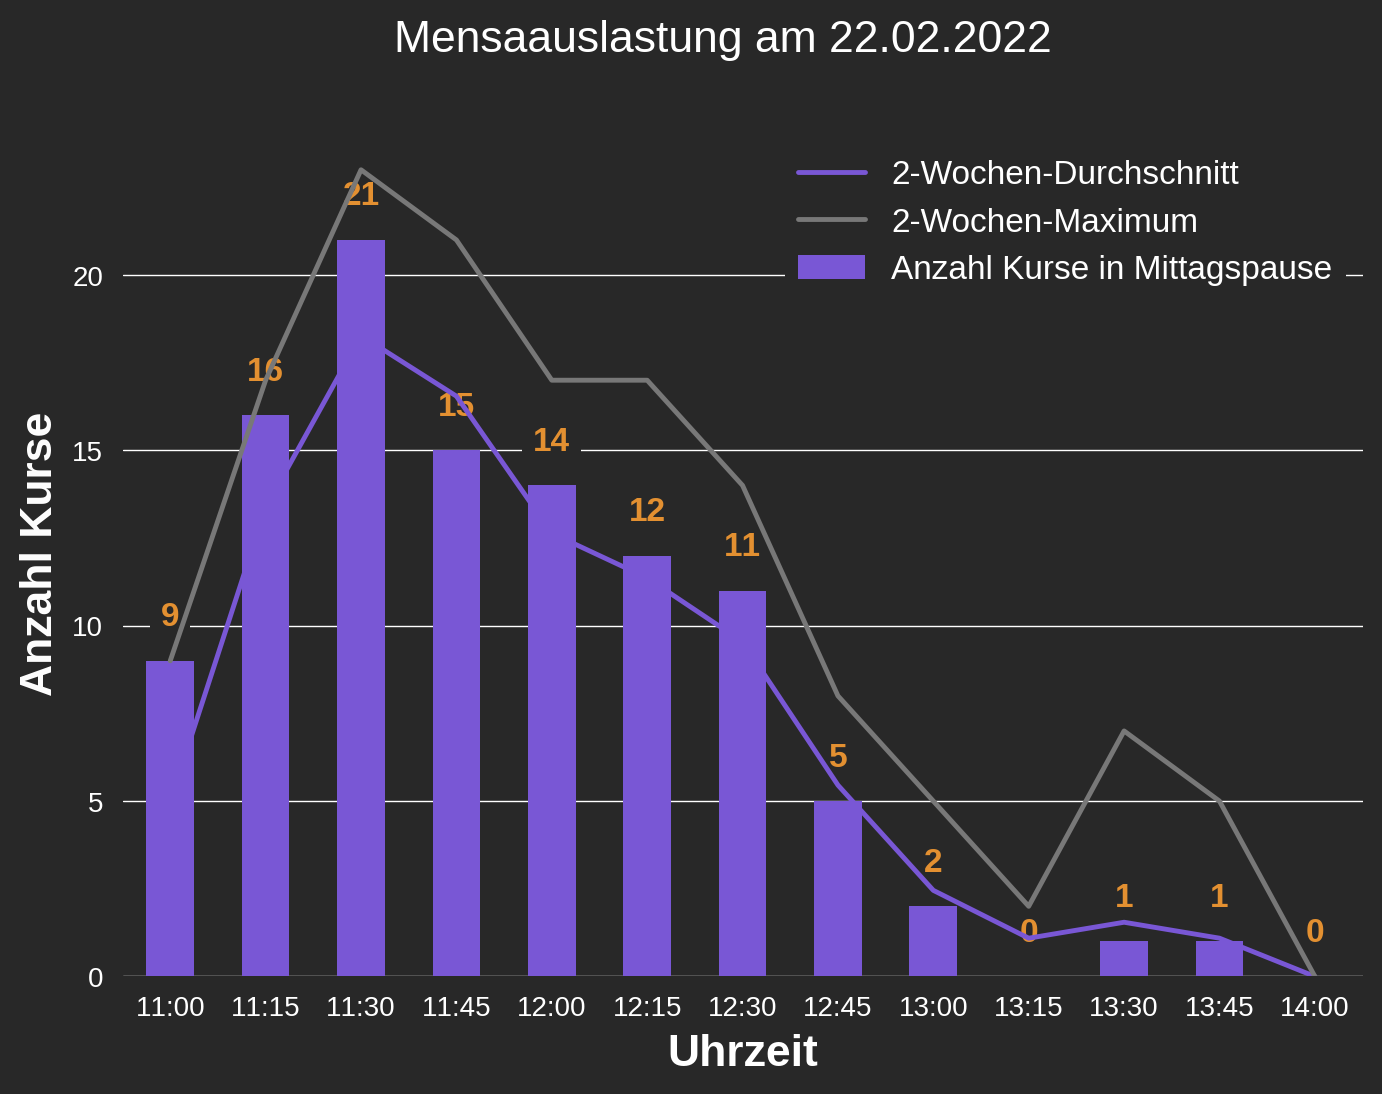 Mensaauslastung am 22.02.2022
2-Wochen-Durchschnitt
2-Wochen-Maximum
Anzahl Kurse in Mittagspause
Anzahl Kurse
20
15
10
5
0
9
16
21
15
14
12
11
5
2
0
1
1
0
11:00 11:15 11:30 11:45 12:00 12:15 12:30 12:45 13:00 13:15 13:30 13:45 14:00
Uhrzeit